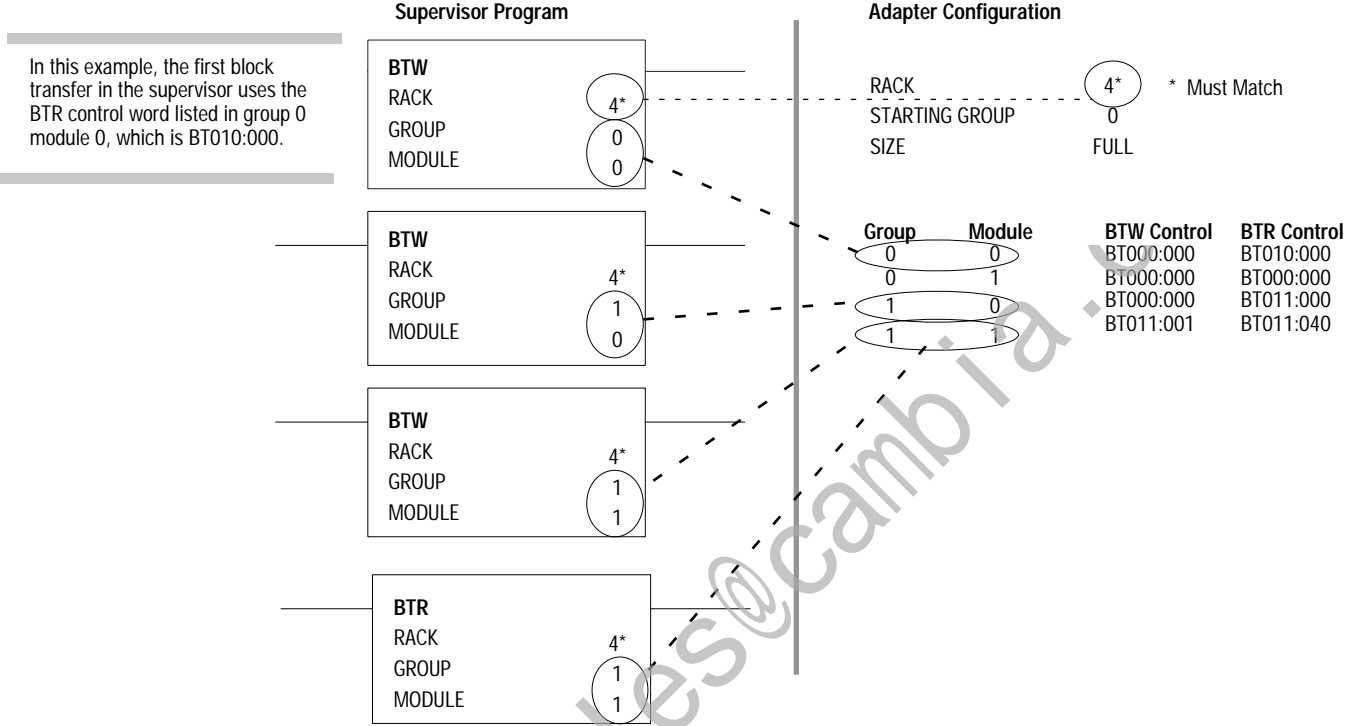 Supervisor Program
Adapter Configuration
In this example, the first block
transfer in the supervisor uses the
BTR control word listed in group 0
module 0, which is BT010:000.
BTW
RACK 4*
GROUP 0
MODULE 0
BTW
RACK 4*
GROUP 1
MODULE 0
BTW
RACK 4*
GROUP 1
MODULE 1
BTR
RACK 4*
GROUP 1
MODULE 1
RACK 4* * Must Match
STARTING GROUP 0
SIZE FULL
Group Module BTW Control BTR Control
0 0 BT000:000 BT010:000
0 1 BT000:000 BT000:000
1 0 BT000:000 BT011:000
1 1 BT011:001 BT011:040
es@cambia.